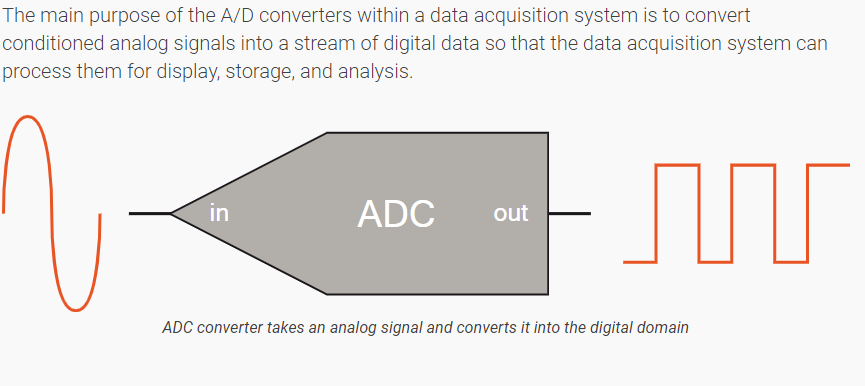 The main purpose of the A/D converters within a data acquisition system is to convert
conditioned analog signals into a stream of digital data so that the data acquisition system can
process them for display, storage, and analysis.
in ADC out
ADC converter takes an analog signal and converts it into the digital domain